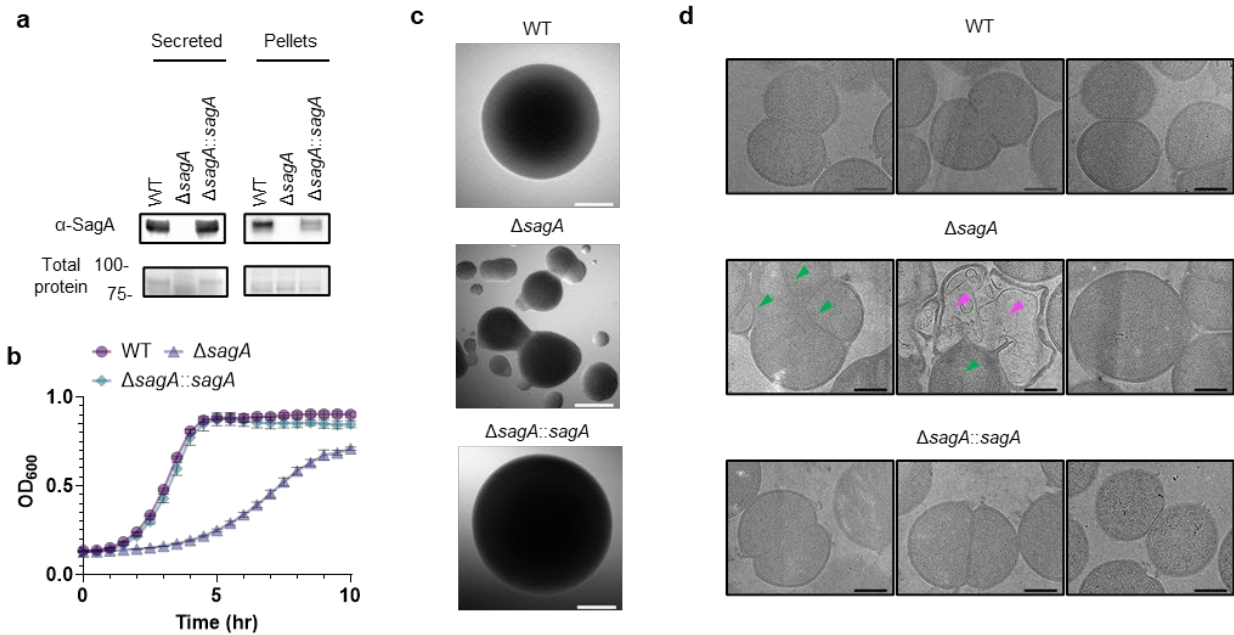 a
Secreted
Pellets
WT
ΔsagA
ΔsagA::sagA
WT
ΔsagA
ΔsagA::sagA
α-SagA
Total
protein
100-
75-
b
WT
ΔsagA
ΔsagA::sagA
OD600
1.0
0.5
0.0
0
5
10
Time (hr)
c
WT
ΔsagA
ΔsagA::sagA
d
WT
ΔsagA
ΔsagA::sagA